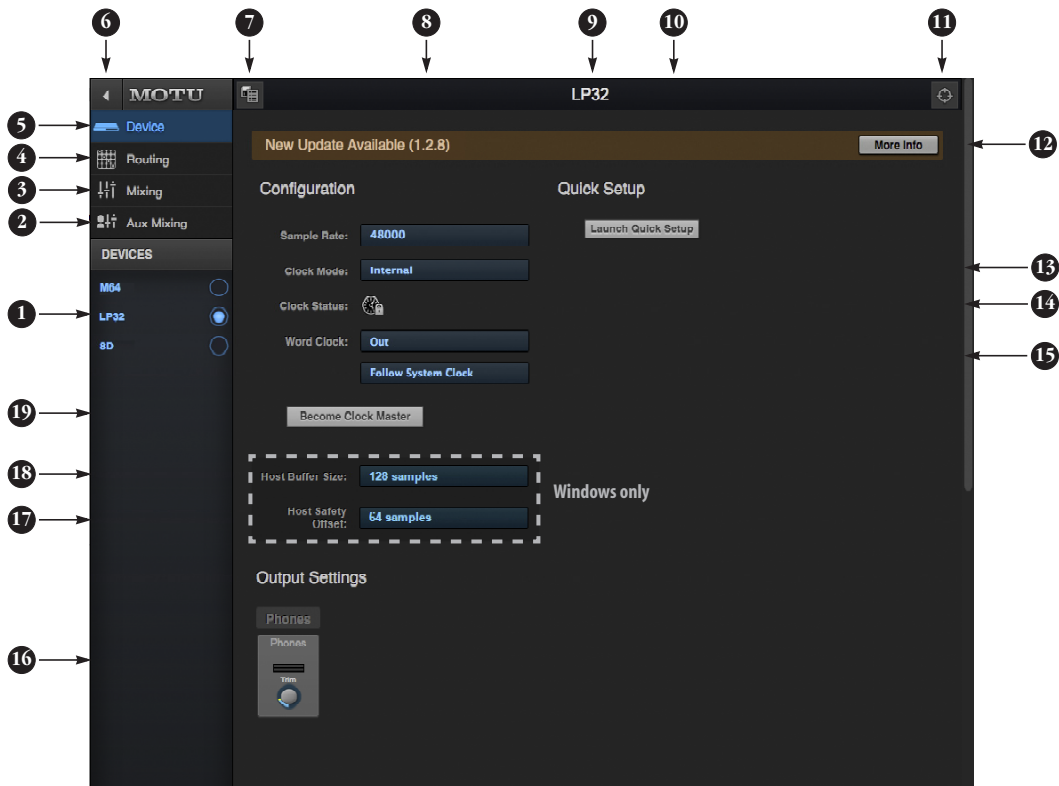 6 7 8 9 10 11
MOTU LP32
5 Device
New Update Available (1.2.8) More Info 12
4 Routing
3 Mixing
Configuration Quick Setup
2 Aux Mixing
Sample Rate: 48000 Launch Quick Setup
DEVICES
Clock Mode: Internal 13
M64
Clock Status: 14
1 LP32
Word Clock: Out 15
8D
Follow System Clock
19 Become Clock Master
18 Host Buffer Size: 128 samples
Windows only
17 Host Safety Offset: 64 samples
Output Settings
Phones
Phones
16
Trim